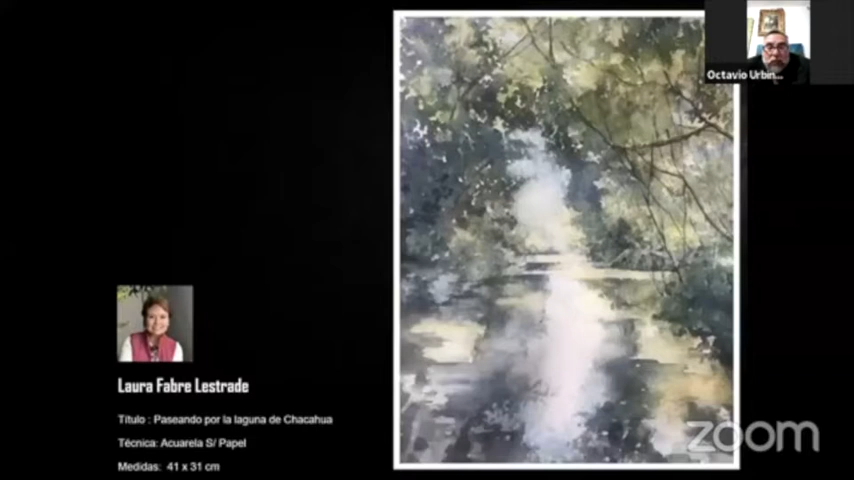 Octavio Urbin...
Laura Fabre Lestrade
Título : Paseando por la laguna de Chacahua
Técnica: Acuarela S/ Papel
Medidas: 41 x 31 cm
zoom